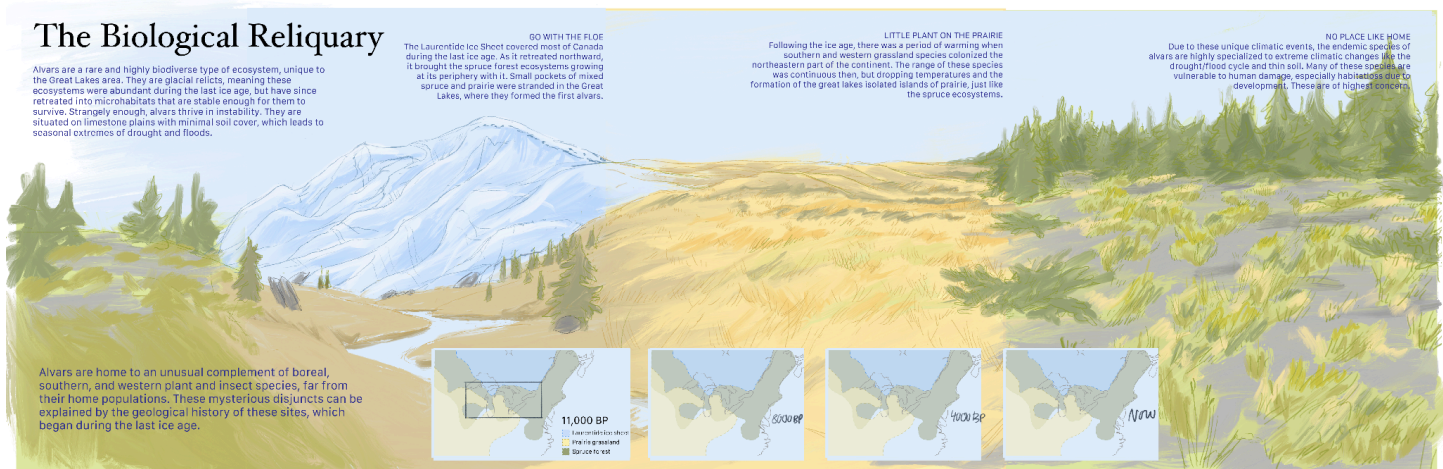 The Biological Reliquary
Alvars are a rare and highly biodiverse type of ecosystem, unique to
the Great Lakes area. They are glacial relicts, meaning these
ecosystems were abundant during the last ice age, but have since
retreated into microhabitats that are stable enough for them to
survive. Strangely enough, alvars thrive in instability. They are
situated on limestone plains with minimal soil cover, which leads to
seasonal extremes of drought and floods.
GO WITH THE FLOE
The Laurentide Ice Sheet covered most of Canada
during the last ice age. As it retreated northward,
it brought the spruce forest ecosystems growing
at its periphery with it. Small pockets of mixed
spruce and prairie were stranded in the Great
Lakes, where they formed the first alvars.
LITTLE PLANT ON THE PRAIRIE
Following the ice age, there was a period of warming when
southern and western grassland species colonized the
northeastern part of the continent. The range of these species
was continuous then, but dropping temperatures and the
formation of the great lakes isolated islands of prairie, just like
the spruce ecosystems.
NO PLACE LIKE HOME
Due to these unique climatic events, the endemic species of
alvars are highly specialized to extreme climatic changes like the
drought/flood cycle and thin soil. Many of these species are
vulnerable to human damage, especially habitatloss due to
development. These are of highest concern.
Alvars are home to an unusual complement of boreal,
southern, and western plant and insect species, far from
their home populations. These mysterious disjuncts can be
explained by the geological history of these sites, which
began during the last ice age.
11,000 BP
Laurentide ice sheet
Prairie grassland
Spruce forest
8000 BP
4000 BP
NOW